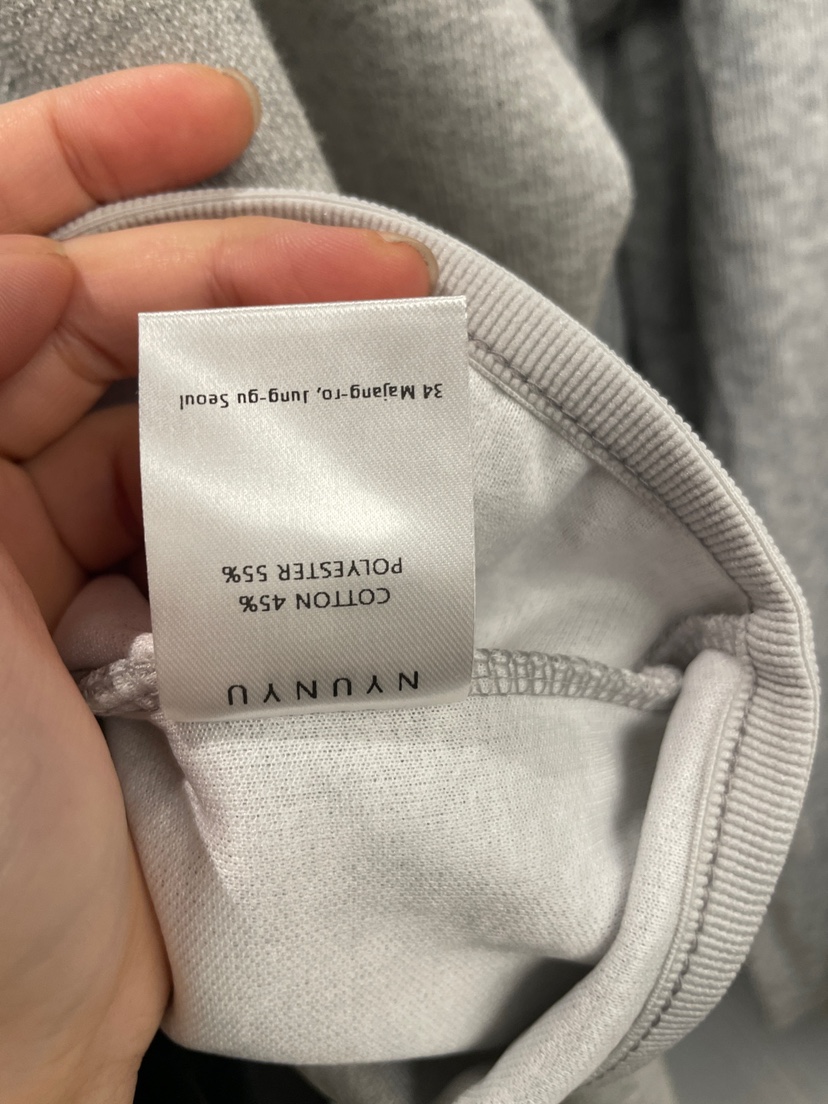 NYUNYU
COTTON 45%
POLYESTER 55%
34 Majang-ro, Jung-gu Seoul